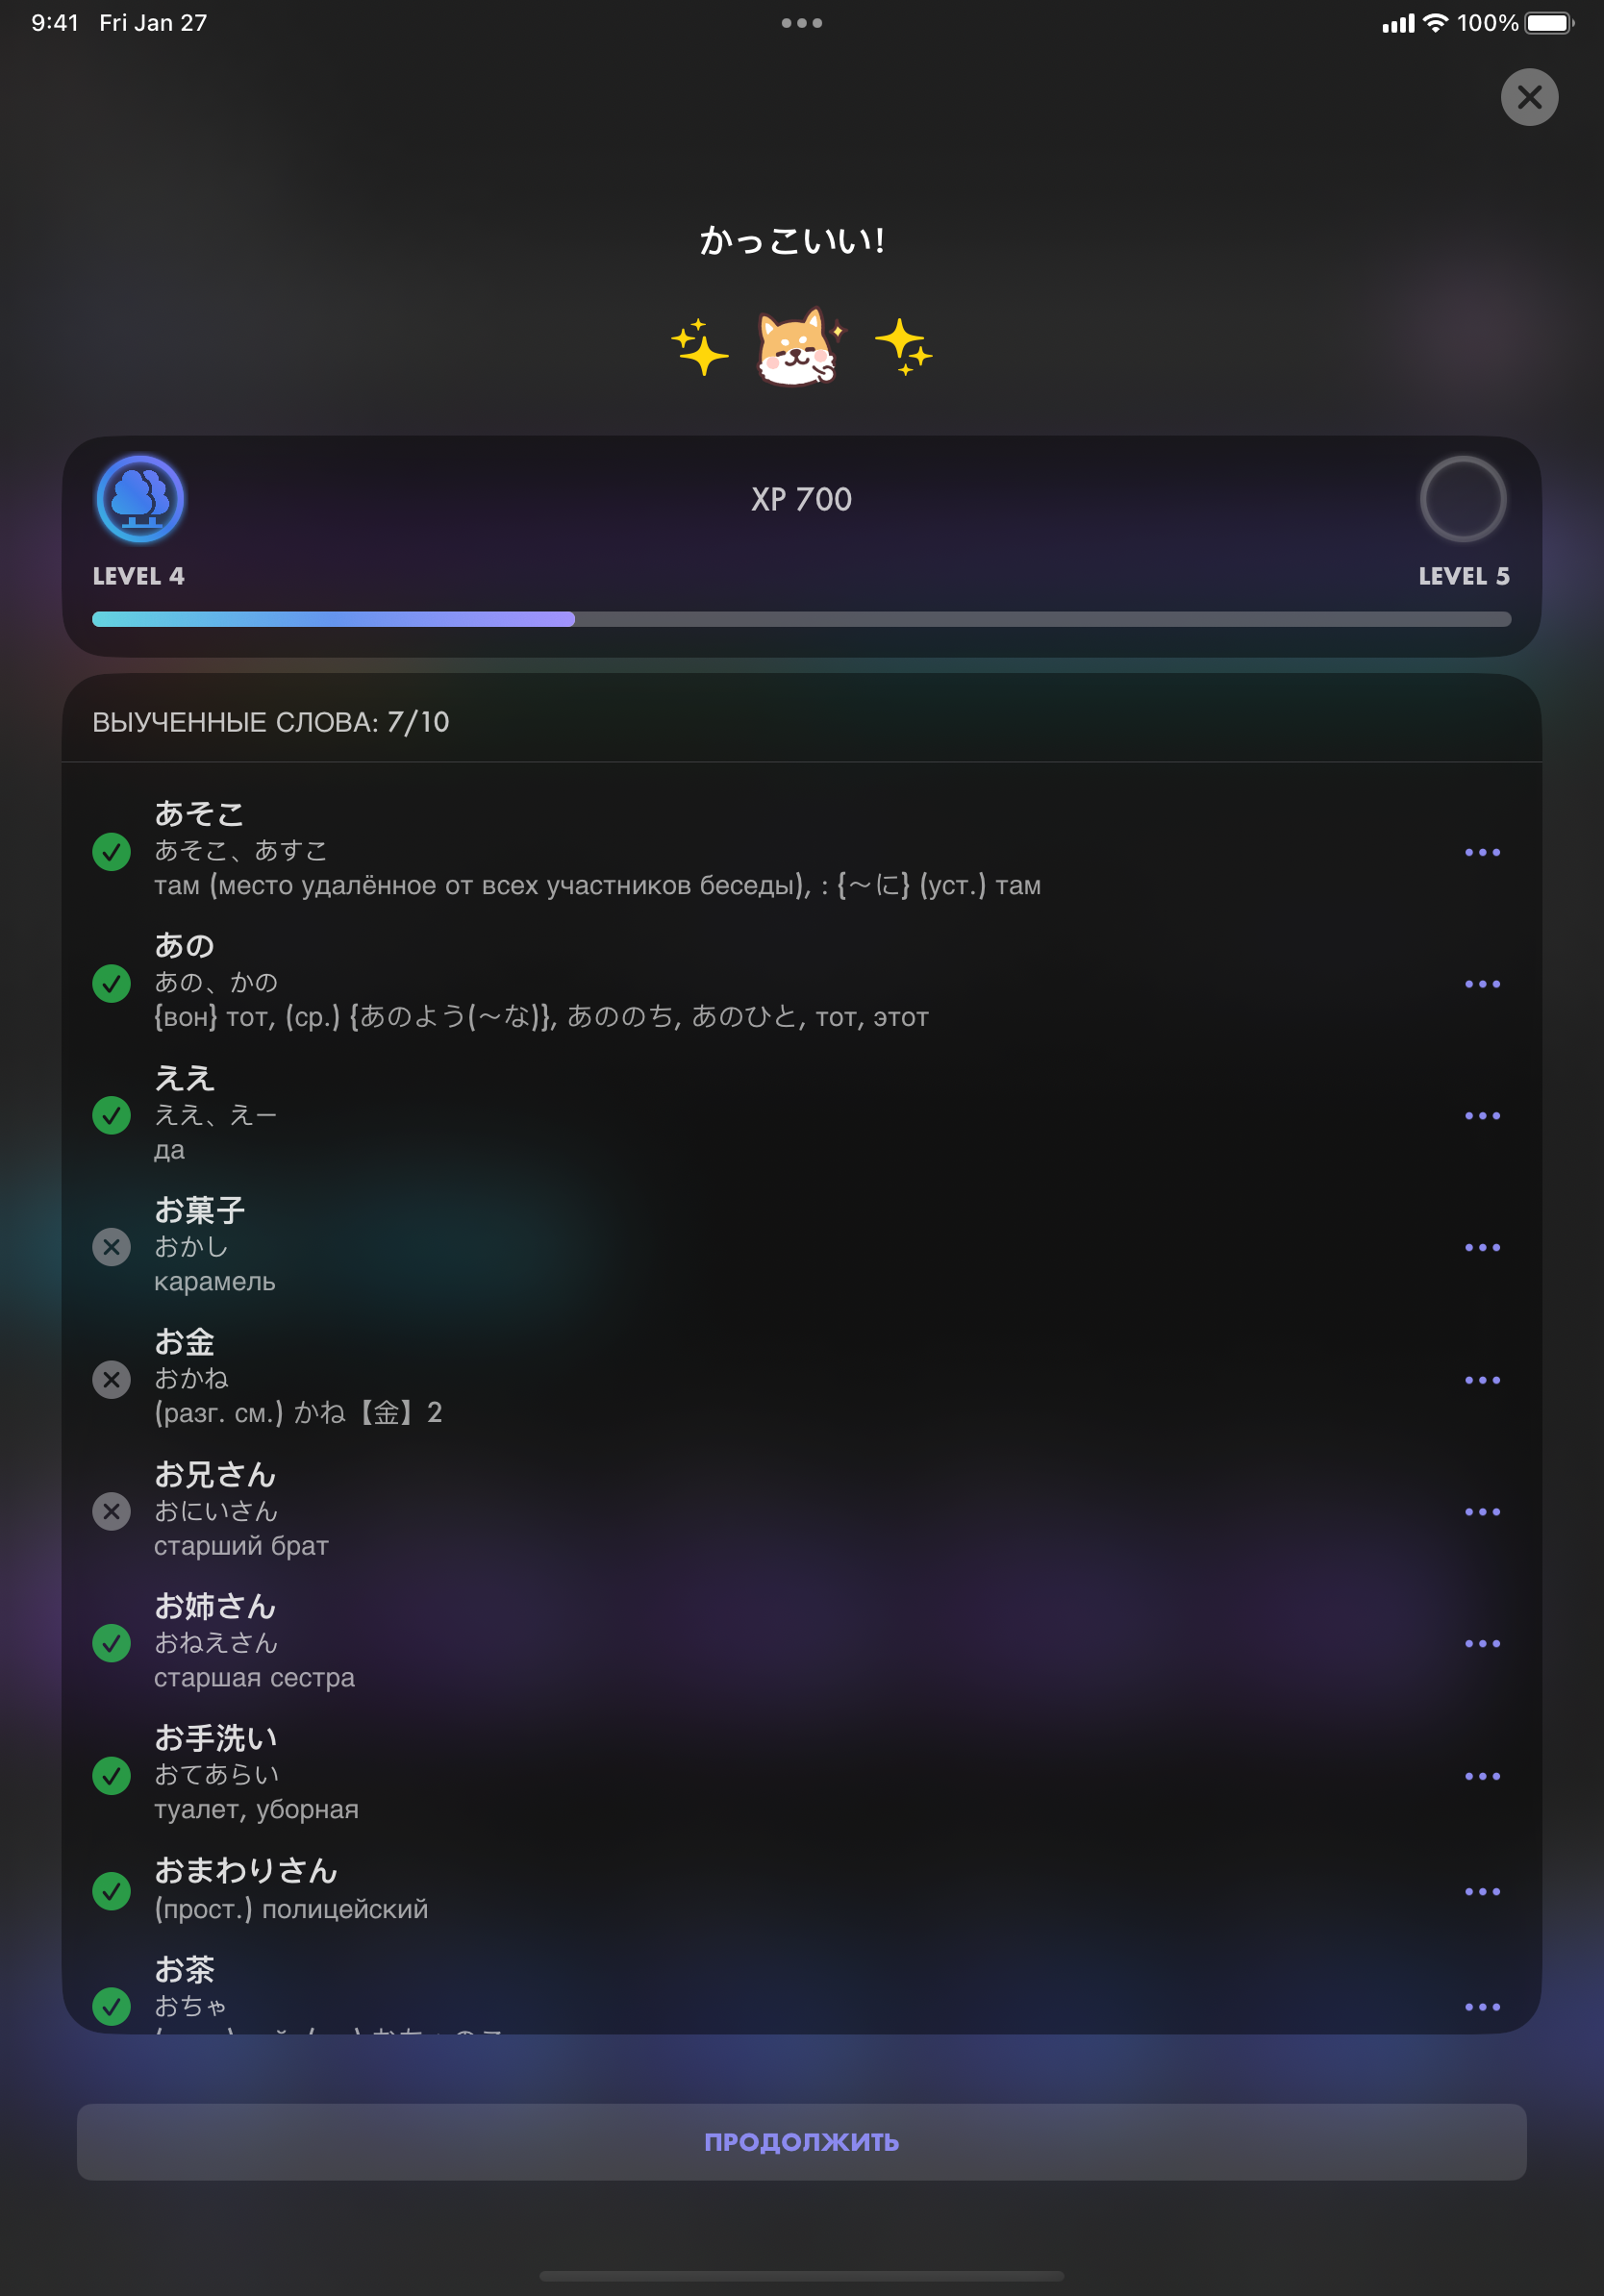 9:41 Fri Jan 27
100%
かっこいい!
XP 700
LEVEL 4
LEVEL 5
ВЫУЧЕННЫЕ СЛОВА: 7/10
あそこ
あそこ、あすこ
там (место удалённое от всех участников беседы), : {～に} (уст.) там
あの
あの、かの
{вон} тот, (ср.) {あのよう(～な)}, あののち, あのひと, тот, этот
ええ
ええ、えー
да
お菓子
おかし
карамель
お金
おかね
(разг. см.) かね【金】2
お兄さん
おにいさん
старший брат
お姉さん
おねえさん
старшая сестра
お手洗い
おてあらい
туалет, уборная
おまわりさん
(прост.) полицейский
お茶
おちゃ
ПРОДОЛЖИТЬ